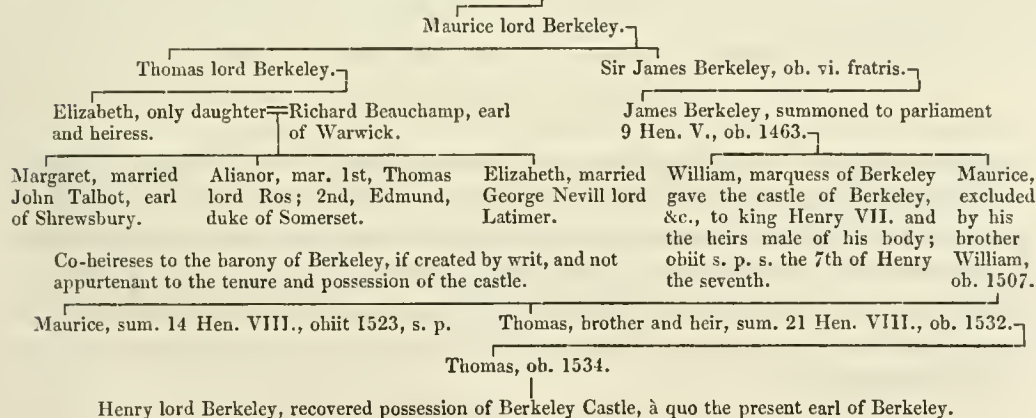 Maurice lord Berkeley.
Thomas lord Berkeley.
Sir James Berkeley, ob. vi. fratris.
Elizabeth, only daughter = Richard Beauchamp, earl
and heiress. of Warwick.
James Berkeley, summoned to parliament
9 Hen. V., ob. 1463.
Margaret, married
John Talbot, earl
of Shrewsbury.
Alianor, mar. 1st, Thomas
lord Ros; 2nd, Edmund,
duke of Somerset.
Elizabeth, married
George Nevill lord
Latimer.
William, marquess of Berkeley
gave the castle of Berkeley,
&c., to king Henry VII. and
the heirs male of his body;
obiit s. p. s. the 7th of Henry
the seventh.
Maurice,
excluded
by his
brother
William,
ob. 1507.
Co-heireses to the barony of Berkeley, if created by writ, and not
appurtenant to the tenure and possession of the castle.
Maurice, sum. 14 Hen. VIII., obiit 1523, s. p.
Thomas, brother and heir, sum. 21 Hen. VIII., ob. 1532.
Thomas, ob. 1534.
Henry lord Berkeley, recovered possession of Berkeley Castle, à quo the present earl of Berkeley.